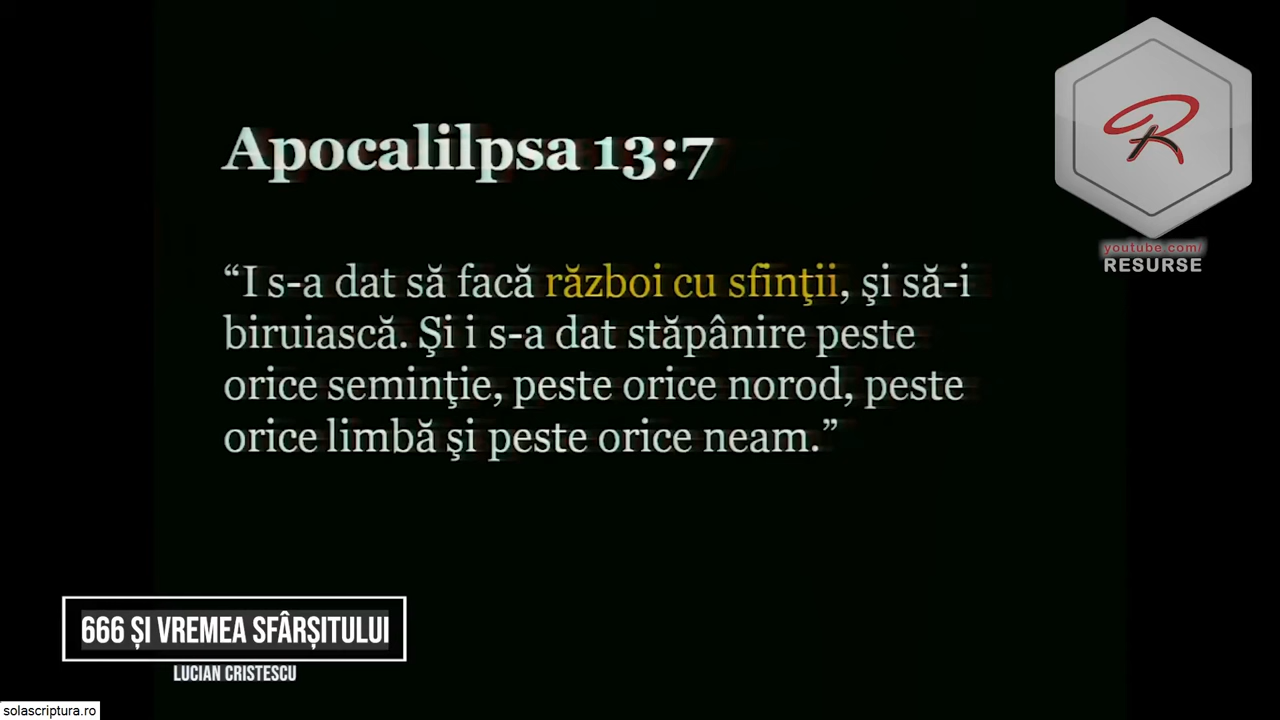 Apocalilpsa 13:7
“I s-a dat să facă război cu sfinţii, şi să-i
biruiască. Şi i s-a dat stăpânire peste
orice seminţie, peste orice norod, peste
orice limbă şi peste orice neam.”
R
youtube.com/
RESURSE
666 ȘI VREMEA SFÂRȘITULUI
LUCIAN CRISTESCU
solascriptura.ro